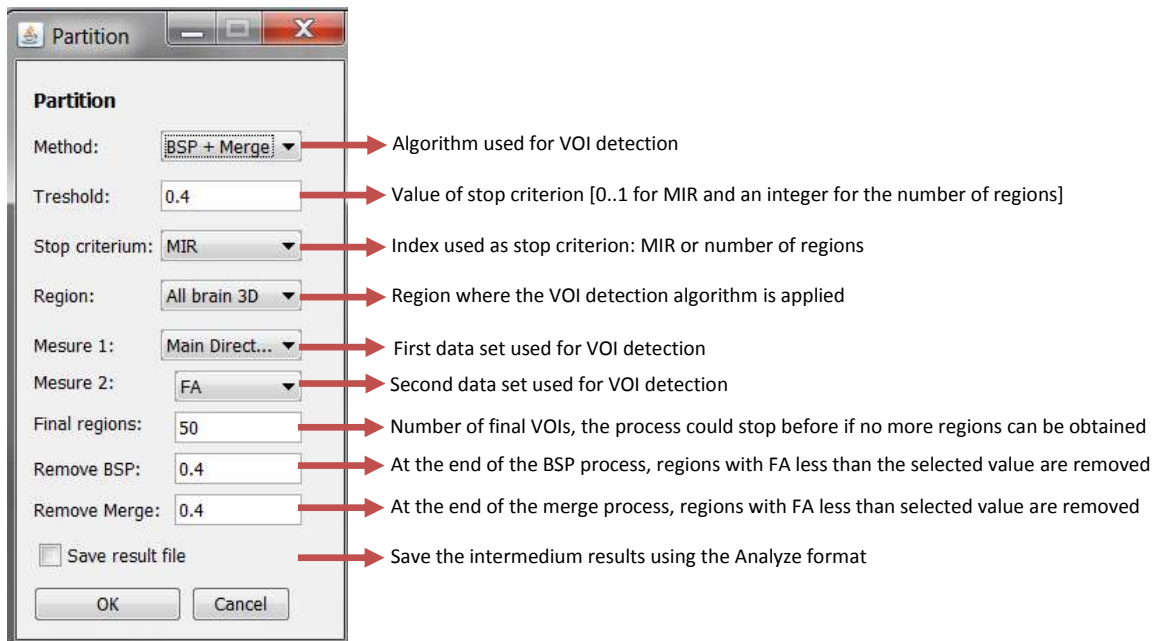 Partition
X
Partition
Method: BSP + Merge Algorithm used for VOI detection
Treshold: 0.4 Value of stop criterion [0..1 for MIR and an integer for the number of regions]
Stop criterium: MIR Index used as stop criterion: MIR or number of regions
Region: All brain 3D Region where the VOI detection algorithm is applied
Mesure 1: Main Direct... First data set used for VOI detection
Mesure 2: FA Second data set used for VOI detection
Final regions: 50 Number of final VOIs, the process could stop before if no more regions can be obtained
Remove BSP: 0.4 At the end of the BSP process, regions with FA less than the selected value are removed
Remove Merge: 0.4 At the end of the merge process, regions with FA less than selected value are removed
Save result file Save the intermedium results using the Analyze format
OK Cancel